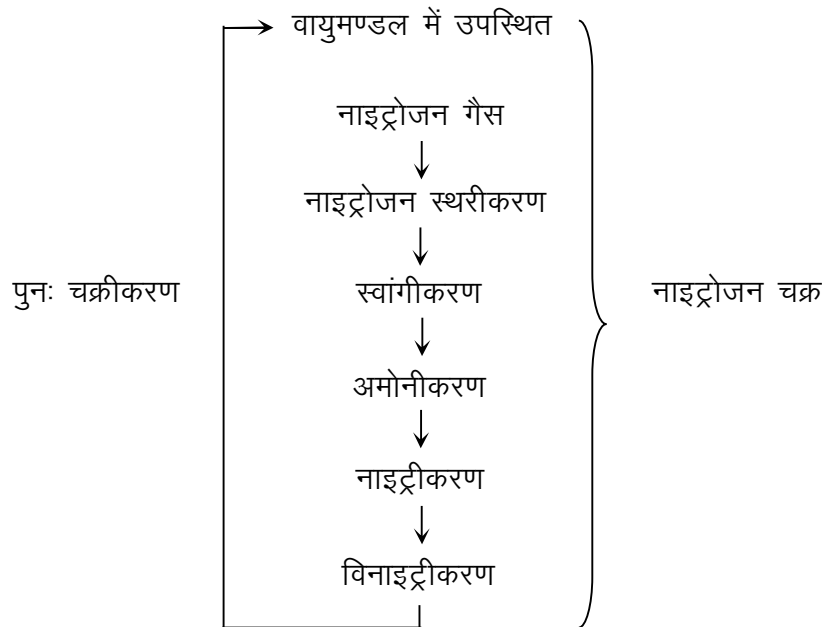 वायुमण्डल में उपस्थित
नाइट्रोजन गैस
नाइट्रोजन स्थरीकरण
पुनः चक्रीकरण
स्वांगीकरण
नाइट्रोजन चक्र
अमोनीकरण
नाइट्रीकरण
विनाइट्रीकरण